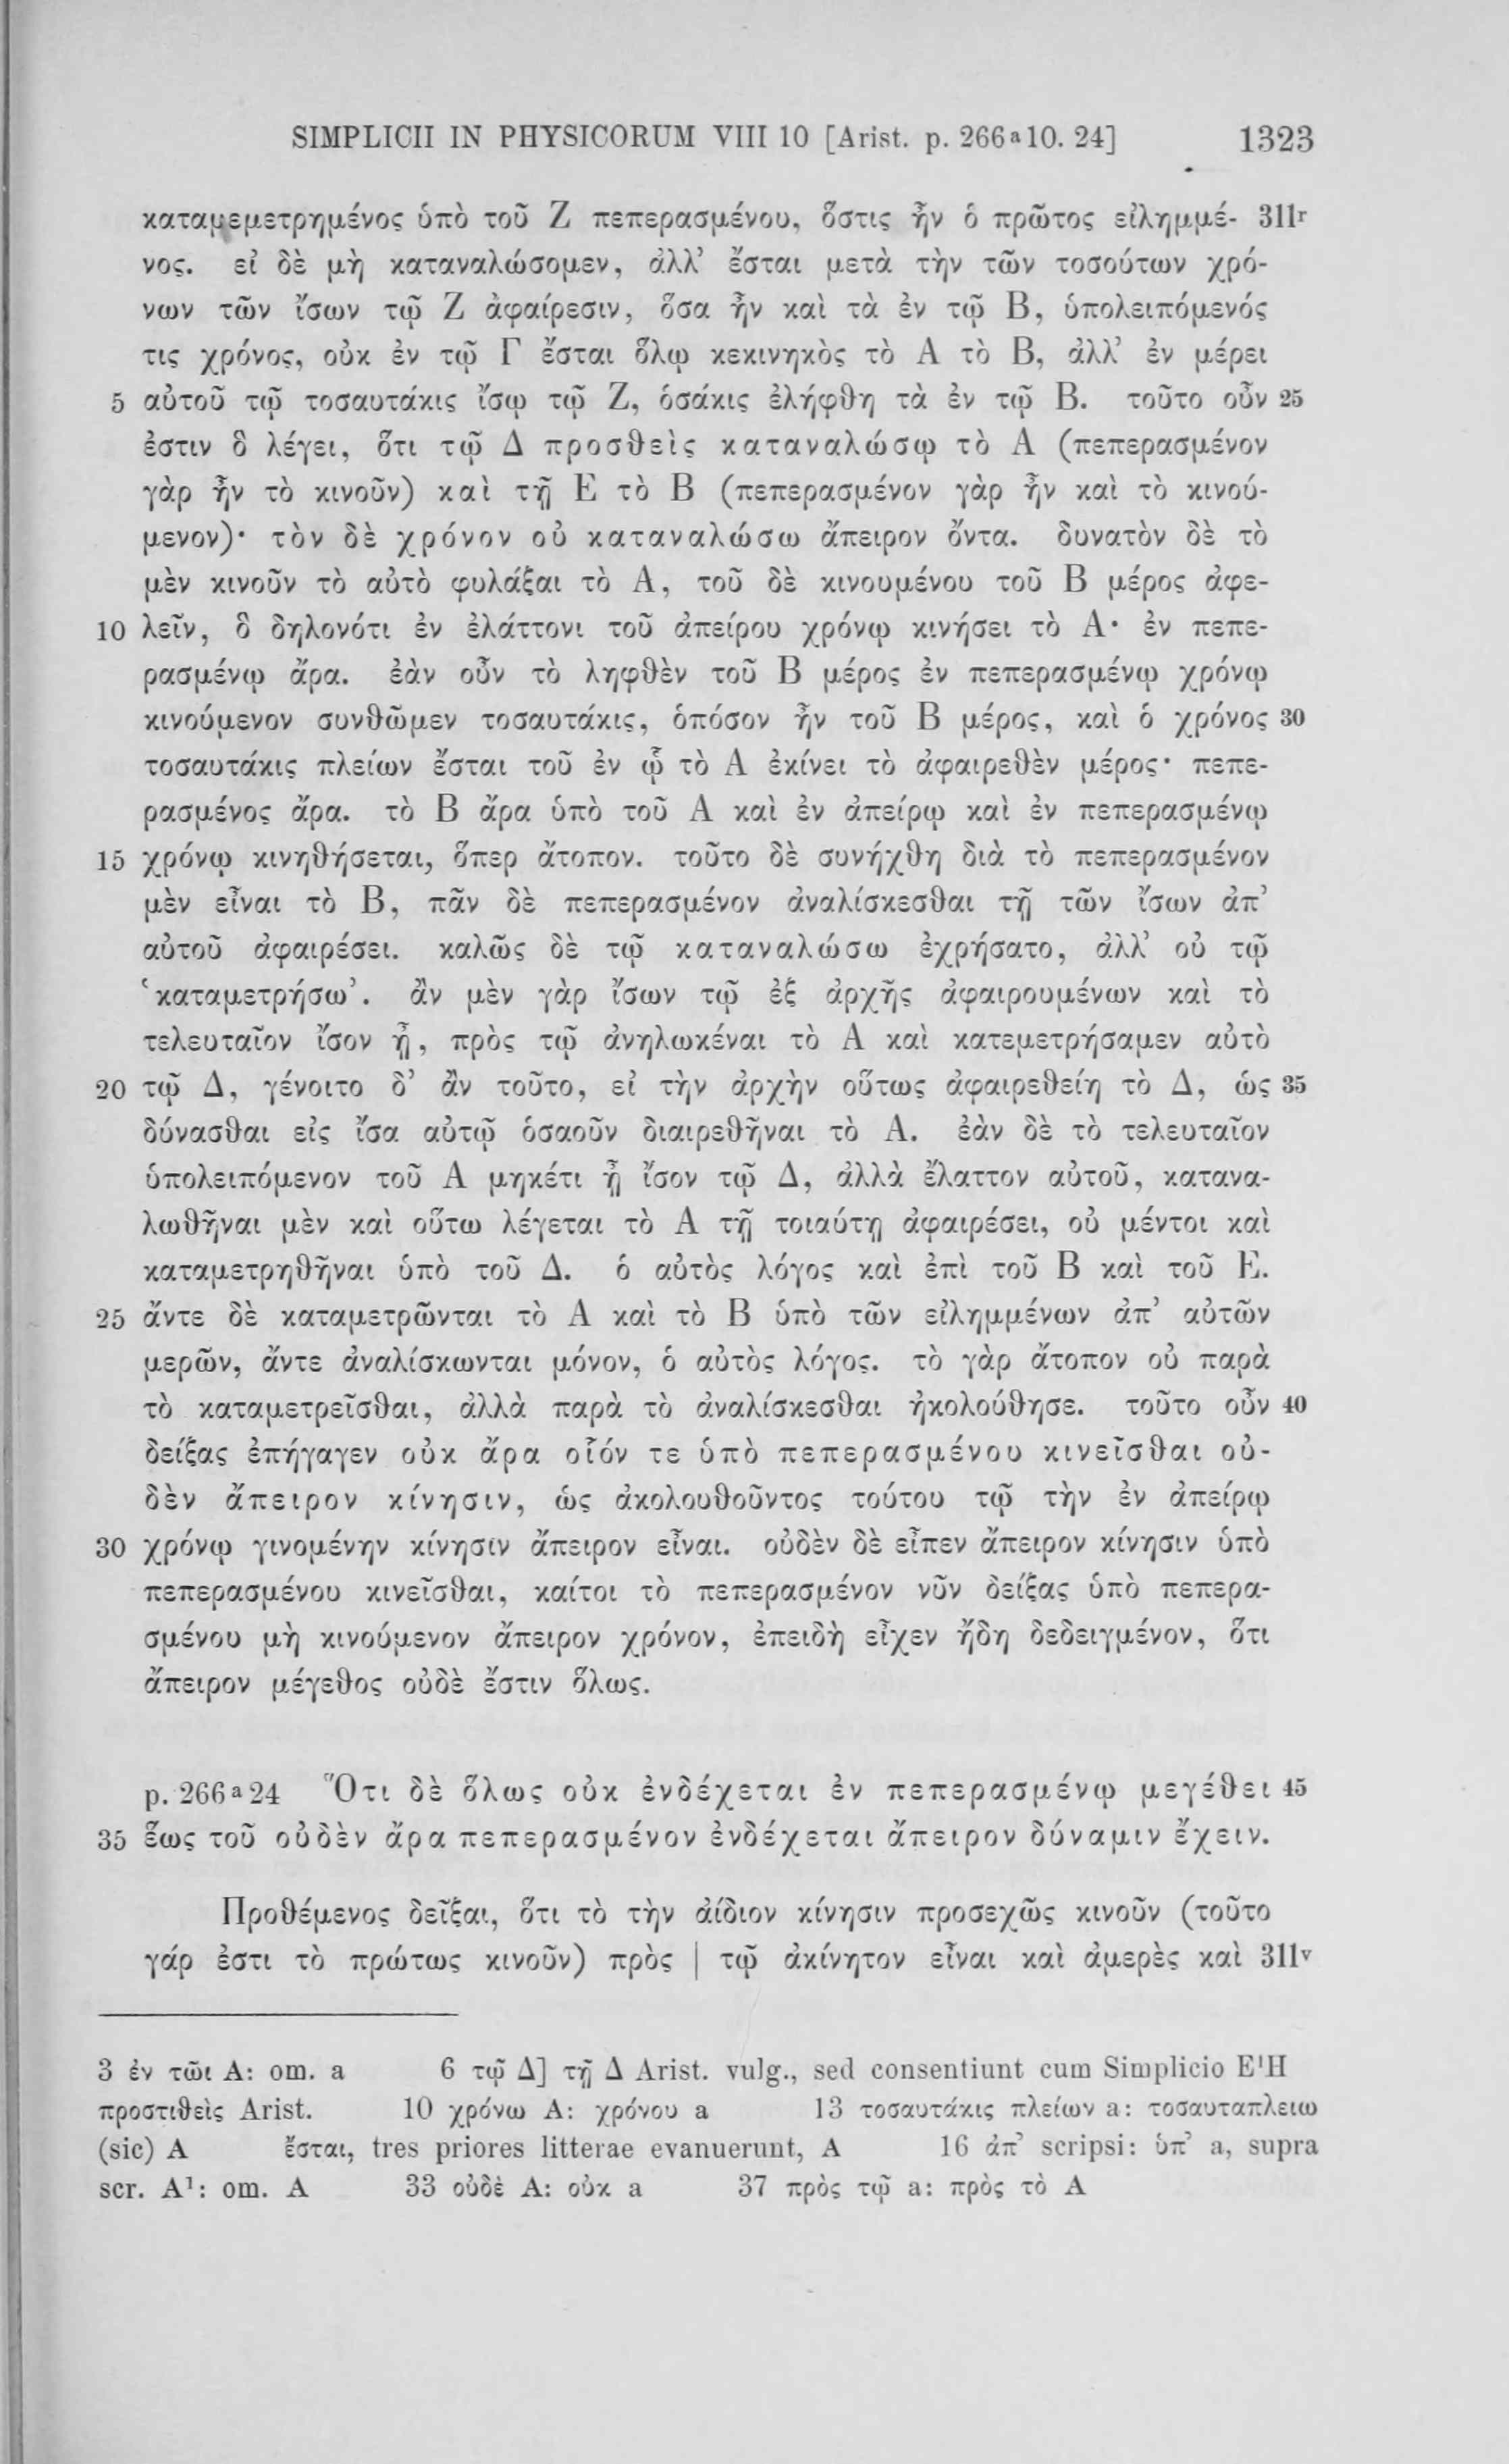 SIMPLICII IN PHYSICORUM VIII 10 [Arist. p. 266ª10. 24] 1323
καταμεμετρημένος ὑπὸ τοῦ Ζ πεπερασμένου, ὅστις ἦν ὁ πρῶτος εἰλημμέ- 311r
νος. εἰ δὲ μὴ καταναλώσομεν, ἀλλ’ ἔσται μετὰ τὴν τῶν τοσούτων χρό-
νων τῶν ἴσων τῷ Ζ ἀφαίρεσιν, ὅσα ἦν καὶ τὰ ἐν τῷ Β, ὑπολειπόμενός
τις χρόνος, οὐκ ἐν τῷ Γ ἔσται ὅλῳ κεκινηκὸς τὸ Α τὸ Β, ἀλλ’ ἐν μέρει
5 αὐτοῦ τῷ τοσαυτάκις ἴσῳ τῷ Ζ, ὁσάκις ἐλήφθη τὰ ἐν τῷ Β. τοῦτο οὖν 25
ἐστιν ὃ λέγει, ὅτι τῷ Δ προσθεὶς καταναλώσῳ τὸ Α (πεπερασμένον
γὰρ ἦν τὸ κινοῦν) καὶ τῇ Ε τὸ Β (πεπερασμένον γὰρ ἦν καὶ τὸ κινού-
μενον)· τὸν δὲ χρόνον οὐ καταναλώσω ἄπειρον ὄντα. δυνατὸν δὲ τὸ
μὲν κινοῦν τὸ αὐτὸ φυλάξαι τὸ Α, τοῦ δὲ κινουμένου τοῦ Β μέρος ἀφε-
10 λεῖν, ὃ δηλονότι ἐν ἐλάττονι τοῦ ἀπείρου χρόνῳ κινήσει τὸ Α· ἐν πεπε-
ρασμένῳ ἄρα. ἐὰν οὖν τὸ ληφθὲν τοῦ Β μέρος ἐν πεπερασμένῳ χρόνῳ
κινούμενον συνθῶμεν τοσαυτάκις, ὁπόσον ἦν τοῦ Β μέρος, καὶ ὁ χρόνος 30
τοσαυτάκις πλείων ἔσται τοῦ ἐν ᾧ τὸ Α ἐκίνει τὸ ἀφαιρεθὲν μέρος· πεπε-
ρασμένος ἄρα. τὸ Β ἄρα ὑπὸ τοῦ Α καὶ ἐν ἀπείρῳ καὶ ἐν πεπερασμένῳ
15 χρόνῳ κινηθήσεται, ὅπερ ἄτοπον. τοῦτο δὲ συνήχθη διὰ τὸ πεπερασμένον
μὲν εἶναι τὸ Β, πᾶν δὲ πεπερασμένον ἀναλίσκεσθαι τῇ τῶν ἴσων ἀπ’
αὐτοῦ ἀφαιρέσει. καλῶς δὲ τῷ καταναλώσω ἐχρήσατο, ἀλλ’ οὐ τῷ
‘καταμετρήσω’. ἂν μὲν γὰρ ἴσων τῷ ἐξ ἀρχῆς ἀφαιρουμένων καὶ τὸ
τελευταῖον ἴσον ᾖ, πρὸς τῷ ἀνηλωκέναι τὸ Α καὶ κατεμετρήσαμεν αὐτὸ
20 τῷ Δ, γένοιτο δ’ ἂν τοῦτο, εἰ τὴν ἀρχὴν οὕτως ἀφαιρεθείη τὸ Δ, ὡς 35
δύνασθαι εἰς ἴσα αὐτῷ ὁσαοῦν διαιρεθῆναι τὸ Α. ἐὰν δὲ τὸ τελευταῖον
ὑπολειπόμενον τοῦ Α μηκέτι ᾖ ἴσον τῷ Δ, ἀλλὰ ἔλαττον αὐτοῦ, κατανα-
λωθῆναι μὲν καὶ οὕτω λέγεται τὸ Α τῇ τοιαύτῃ ἀφαιρέσει, οὐ μέντοι καὶ
καταμετρηθῆναι ὑπὸ τοῦ Δ. ὁ αὐτὸς λόγος καὶ ἐπὶ τοῦ Β καὶ τοῦ Ε.
25 ἄντε δὲ καταμετρῶνται τὸ Α καὶ τὸ Β ὑπὸ τῶν εἰλημμένων ἀπ’ αὐτῶν
μερῶν, ἄντε ἀναλίσκωνται μόνον, ὁ αὐτὸς λόγος. τὸ γὰρ ἄτοπον οὐ παρὰ
τὸ καταμετρεῖσθαι, ἀλλὰ παρὰ τὸ ἀναλίσκεσθαι ἠκολούθησε. τοῦτο οὖν 40
δείξας ἐπήγαγεν οὐκ ἄρα οἷόν τε ὑπὸ πεπερασμένου κινεῖσθαι οὐ-
δὲν ἄπειρον κίνησιν, ὡς ἀκολουθοῦντος τούτου τῷ τὴν ἐν ἀπείρῳ
30 χρόνῳ γινομένην κίνησιν ἄπειρον εἶναι. οὐδὲν δὲ εἶπεν ἄπειρον κίνησιν ὑπὸ
πεπερασμένου κινεῖσθαι, καίτοι τὸ πεπερασμένον νῦν δείξας ὑπὸ πεπερα-
σμένου μὴ κινούμενον ἄπειρον χρόνον, ἐπειδὴ εἶχεν ἤδη δεδειγμένον, ὅτι
ἄπειρον μέγεθος οὐδὲ ἔστιν ὅλως.
p. 266ª24 Ὅτι δὲ ὅλως οὐκ ἐνδέχεται ἐν πεπερασμένῳ μεγέθει 45
35 ἕως τοῦ οὐδὲν ἄρα πεπερασμένον ἐνδέχεται ἄπειρον δύναμιν ἔχειν.
Προθέμενος δεῖξαι, ὅτι τὸ τὴν ἀίδιον κίνησιν προσεχῶς κινοῦν (τοῦτο
γάρ ἐστι τὸ πρώτως κινοῦν) πρὸς | τῷ ἀκίνητον εἶναι καὶ ἀμερὲς καὶ 311v
3 ἐν τῶι A: om. a 6 τῷ Δ] τῇ Δ Arist. vulg., sed consentiunt cum Simplicio E¹H
προστιθεὶς Arist. 10 χρόνω A: χρόνου a 13 τοσαυτάκις πλείων a: τοσαυταπλειω
(sic) A ἔσται, tres priores litterae evanuerunt, A 16 ἀπ’ scripsi: ὑπ’ a, supra
scr. A¹: om. A 33 οὐδὲ A: οὐκ a 37 πρὸς τῷ a: πρὸς τὸ A